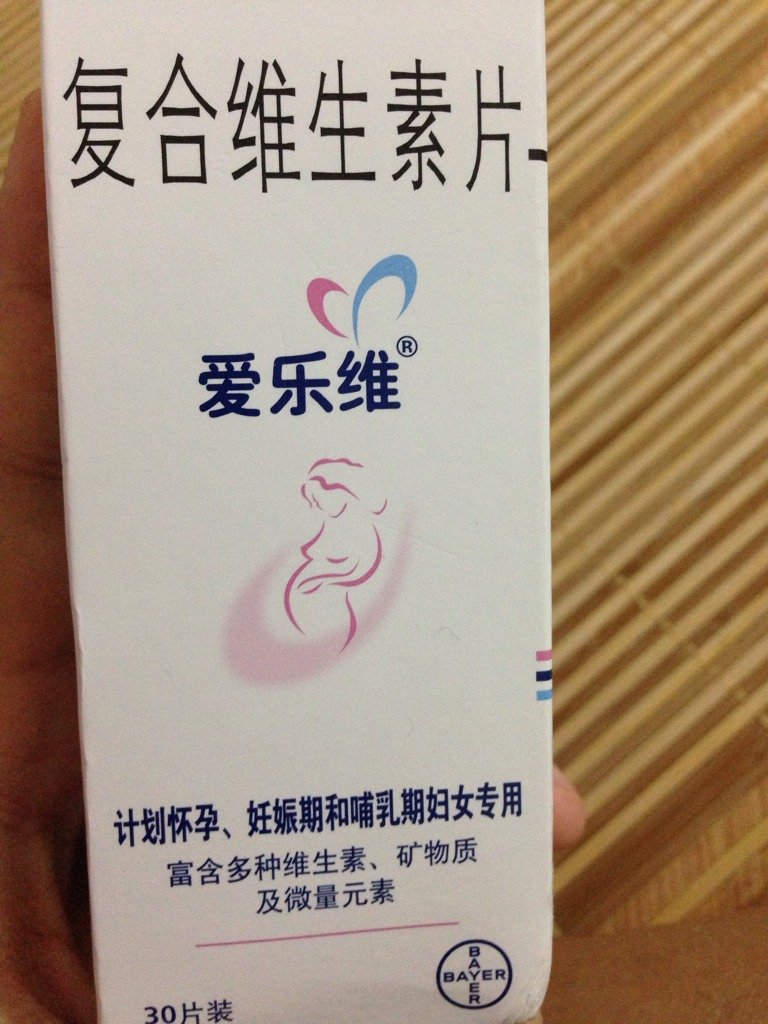 复合维生素片
爱乐维®
计划怀孕、妊娠期和哺乳期妇女专用
富含多种维生素、矿物质
及微量元素
BAYER
BAYER
30片装